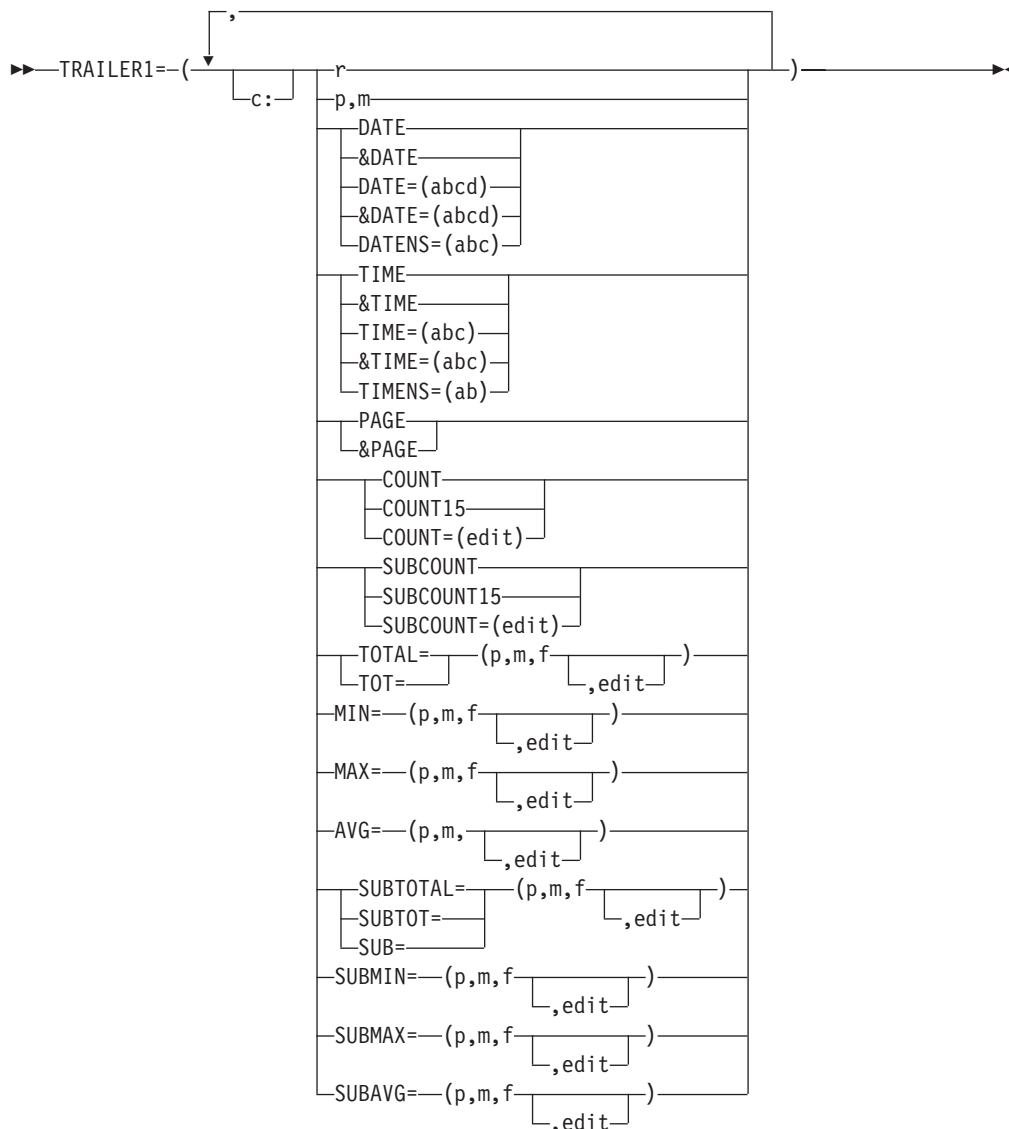 ,
TRAILER1= ( r )
c:
p,m
DATE
&DATE
DATE=(abcd)
&DATE=(abcd)
DATENS=(abc)
TIME
&TIME
TIME=(abc)
&TIME=(abc)
TIMENS=(ab)
PAGE
&PAGE
COUNT
COUNT15
COUNT=(edit)
SUBCOUNT
SUBCOUNT15
SUBCOUNT=(edit)
TOTAL= (p,m,f )
TOT= ,edit
MIN= (p,m,f )
,edit
MAX= (p,m,f )
,edit
AVG= (p,m, )
,edit
SUBTOTAL= (p,m,f )
SUBTOT= ,edit
SUB=
SUBMIN= (p,m,f )
,edit
SUBMAX= (p,m,f )
,edit
SUBAVG= (p,m,f )
,edit